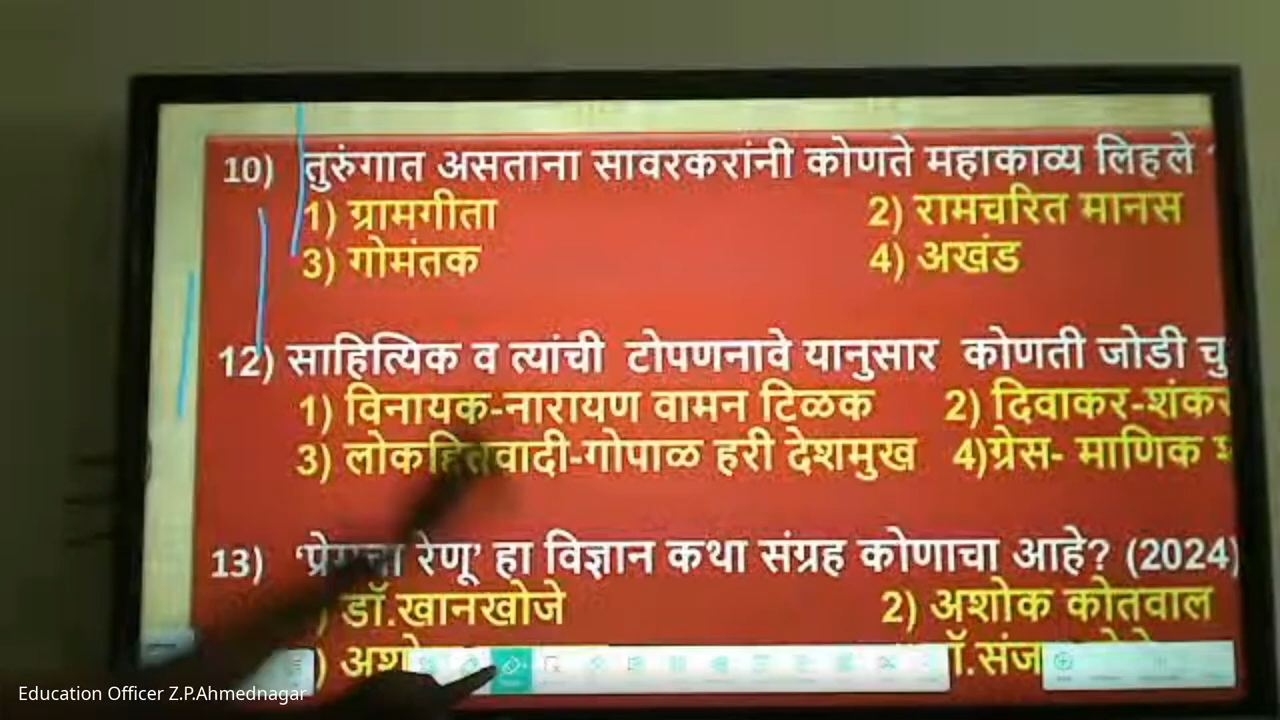 10) तुरुंगात असताना सावरकरांनी कोणते महाकाव्य लिहले
1) ग्रामगीता 2) रामचरित मानस
3) गोमंतक 4) अखंड
12) साहित्यिक व त्यांची टोपणनावे यानुसार कोणती जोडी
1) विनायक-नारायण वामन टिळक 2) दिवाकर-शंकर
3) लोकहितवादी-गोपाळ हरी देशमुख 4)ग्रेस- माणिक
13) ‘प्रेमाचा रेणू’ हा विज्ञान कथा संग्रह कोणाचा आहे? (2024)
डॉ.खानखोजे 2) अशोक कोतवाल
Education Officer Z.P.Ahmednagar